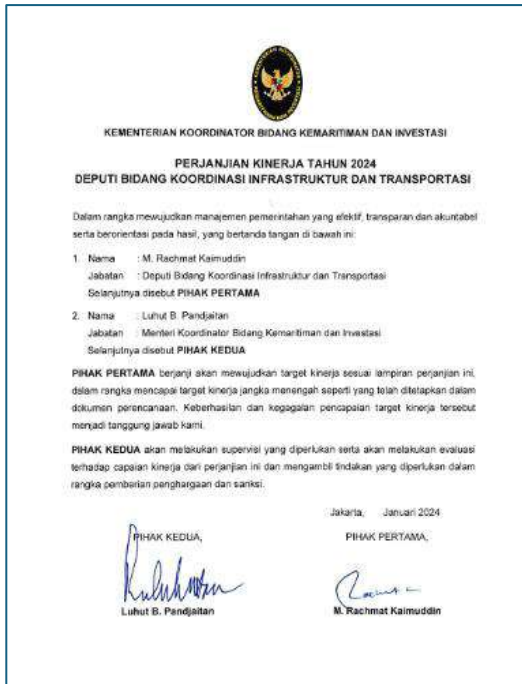 KEMENTERIAN KOORDINATOR BIDANG KEMARITIMAN DAN INVESTASI
PERJANJIAN KINERJA TAHUN 2024
DEPUTI BIDANG KOORDINASI INFRASTRUKTUR DAN TRANSPORTASI
Dalam rangka mewujudkan manajemen pemerintahan yang efektif, transparan dan akuntabel
serta berorientasi pada hasil, yang bertanda tangan di bawah ini:
1. Nama : M. Rachmat Kaimuddin
Jabatan : Deputi Bidang Koordinasi Infrastruktur dan Transportasi
Selanjutnya disebut PIHAK PERTAMA
2. Nama : Luhut B. Pandjaitan
Jabatan : Menteri Koordinator Bidang Kemaritiman dan Investasi
Selanjutnya disebut PIHAK KEDUA
PIHAK PERTAMA berjanji akan mewujudkan target kinerja sesuai lampiran perjanjian ini,
dalam rangka mencapai target kinerja jangka menengah seperti yang telah ditetapkan dalam
dokumen perencanaan. Keberhasilan dan kegagalan pencapaian target kinerja tersebut
menjadi tanggung jawab kami.
PIHAK KEDUA akan melakukan supervisi yang diperlukan serta akan melakukan evaluasi
terhadap capaian kinerja dari perjanjian ini dan mengambil tindakan yang diperlukan dalam
rangka pemberian penghargaan dan sanksi.
Jakarta, Januari 2024
PIHAK KEDUA, PIHAK PERTAMA,
Luhut B. Pandjaitan M. Rachmat Kaimuddin